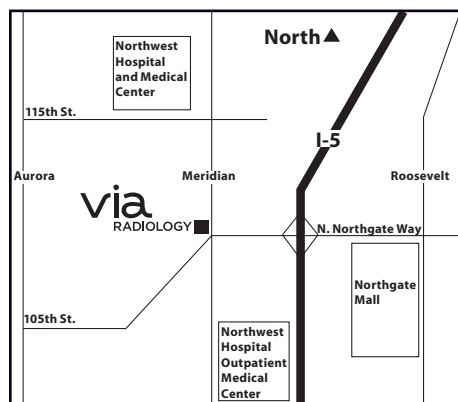 North
Northwest
Hospital
and Medical
Center
115th St.
I-5
Aurora
Meridian
Roosevelt
via
RADIOLOGY
N. Northgate Way
Northgate
Mall
105th St.
Northwest
Hospital
Outpatient
Medical
Center